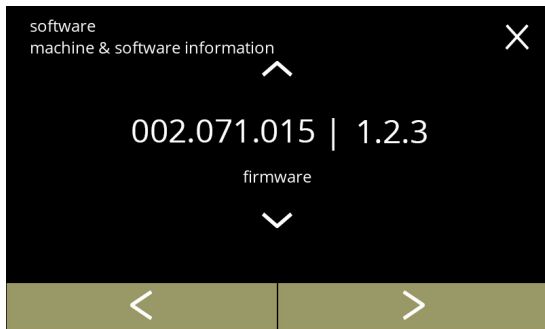 software
machine & software information
002.071.015 | 1.2.3
firmware